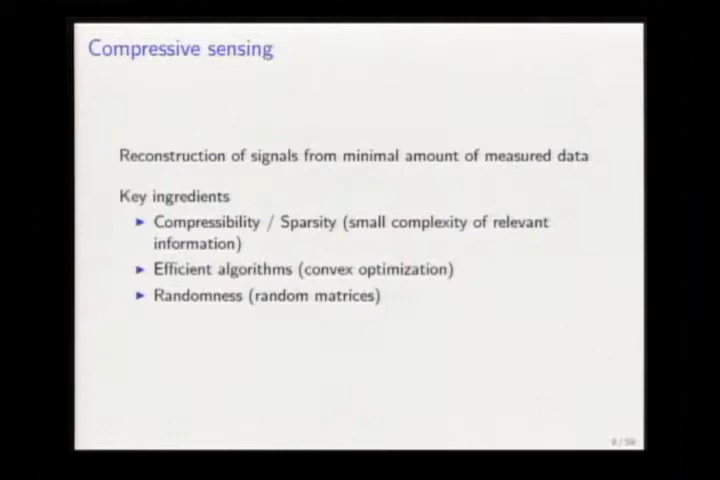 Compressive sensing
Reconstruction of signals from minimal amount of measured data
Key ingredients
Compressibility / Sparsity (small complexity of relevant
information)
Efficient algorithms (convex optimization)
Randomness (random matrices)